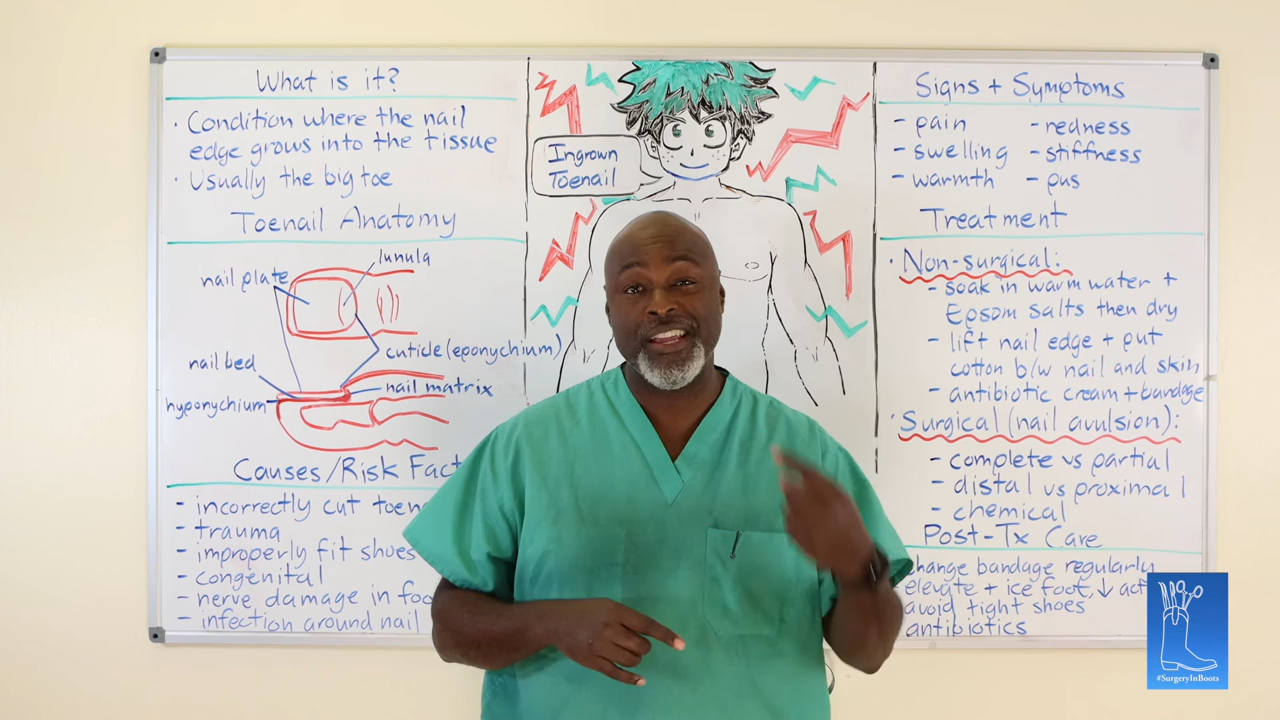 What is it?
· Condition where the nail
edge grows into the tissue
· Usually the big toe
Toenail Anatomy
lunula
nail plate
cuticle (eponychium)
nail bed
nail matrix
hyponychium
Causes/Risk Fact
- incorrectly cut toen
- trauma
- improperly fit shoes
- congenital
- nerve damage in foo
- infection around nail
Ingrown
Toenail
Signs + Symptoms
- pain - redness
- swelling - stiffness
- warmth - pus
Treatment
· Non-surgical:
- soak in warm water +
Epsom salts then dry
- lift nail edge + put
cotton b/w nail and skin
- antibiotic cream + bandage
· Surgical (nail avulsion):
- complete vs partial
- distal vs proximal
- chemical
Post-Tx Care
change bandage regularly
elevate + ice foot, ↓ act
avoid tight shoes
antibiotics
#SurgeryInBoots